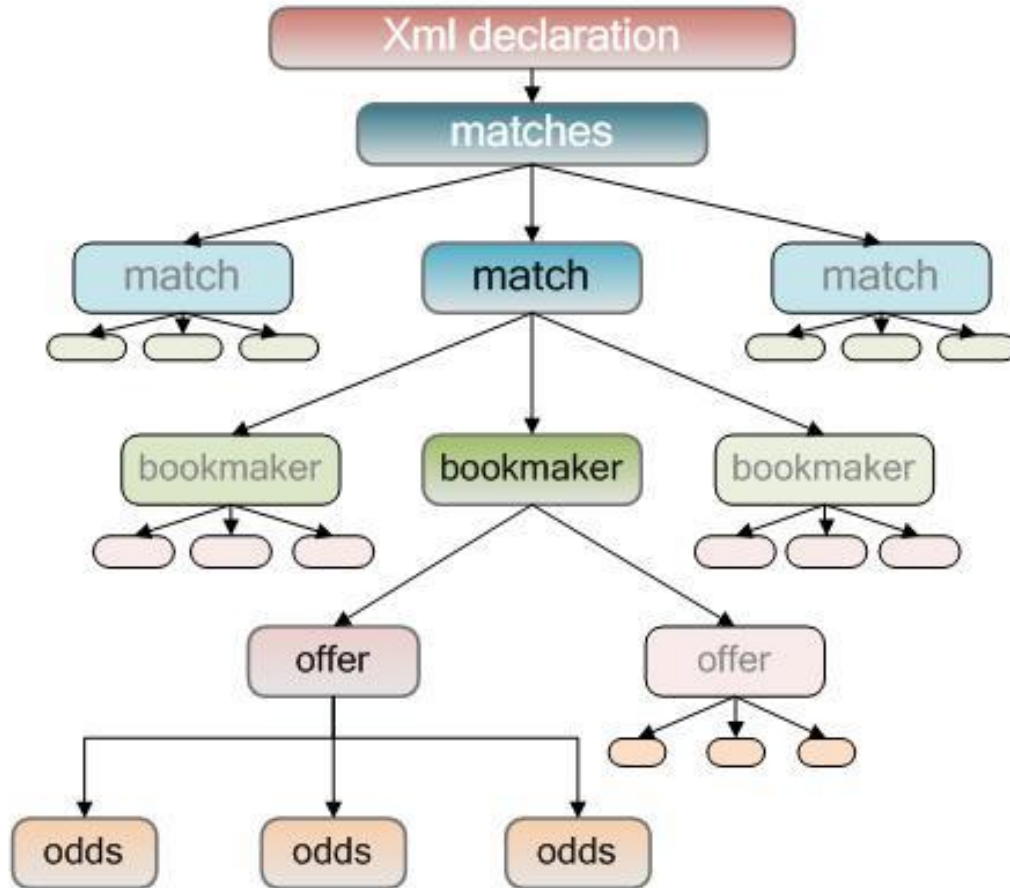 Xml declaration
matches
match
match
match
bookmaker
bookmaker
bookmaker
offer
offer
odds
odds
odds